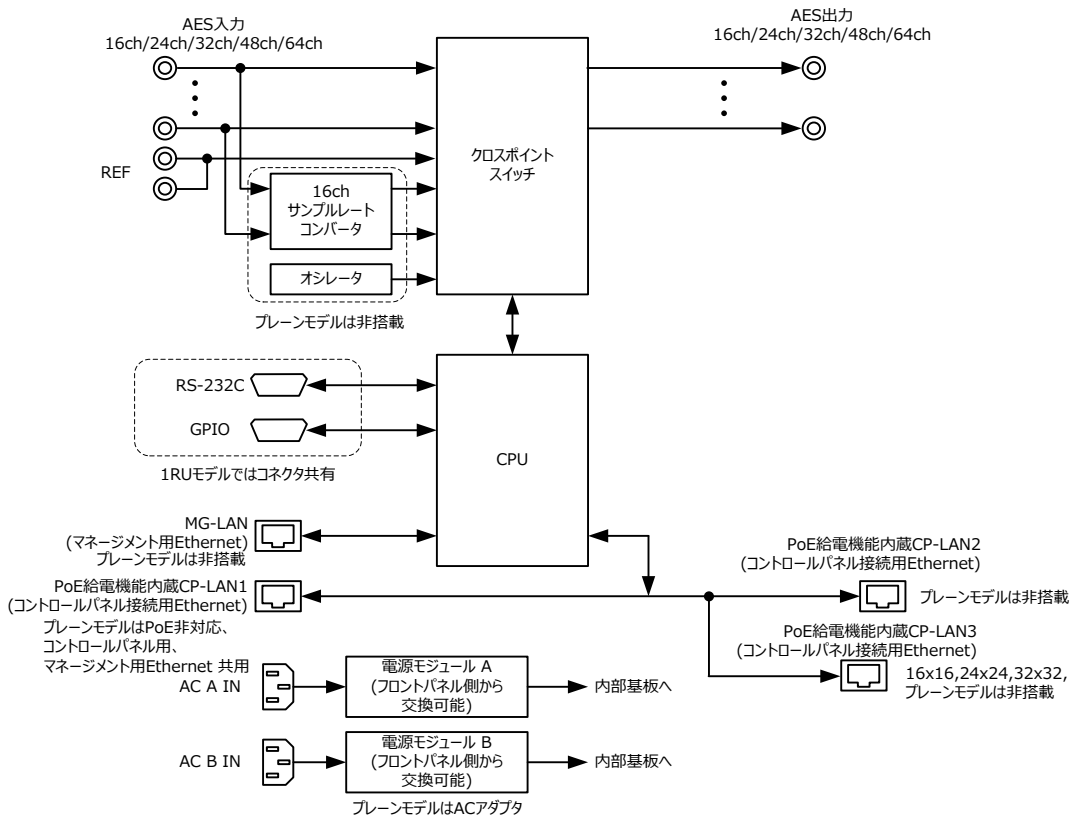 AES入力
16ch/24ch/32ch/48ch/64ch
AES出力
16ch/24ch/32ch/48ch/64ch
REF
クロスポイント
スイッチ
16ch
サンプルレート
コンバータ
オシレータ
プレーンモデルは非搭載
RS-232C
GPIO
1RUモデルではコネクタ共有
CPU
MG-LAN
(マネージメント用Ethernet)
プレーンモデルは非搭載
PoE給電機能内蔵CP-LAN1
(コントロールパネル接続用Ethernet)
プレーンモデルはPoE非対応、
コントロールパネル用、
マネージメント用Ethernet 共用
PoE給電機能内蔵CP-LAN2
(コントロールパネル接続用Ethernet)
プレーンモデルは非搭載
PoE給電機能内蔵CP-LAN3
(コントロールパネル接続用Ethernet)
16x16,24x24,32x32,
プレーンモデルは非搭載
AC A IN
電源モジュール A
(フロントパネル側から
交換可能)
内部基板へ
AC B IN
電源モジュール B
(フロントパネル側から
交換可能)
内部基板へ
プレーンモデルはACアダプタ